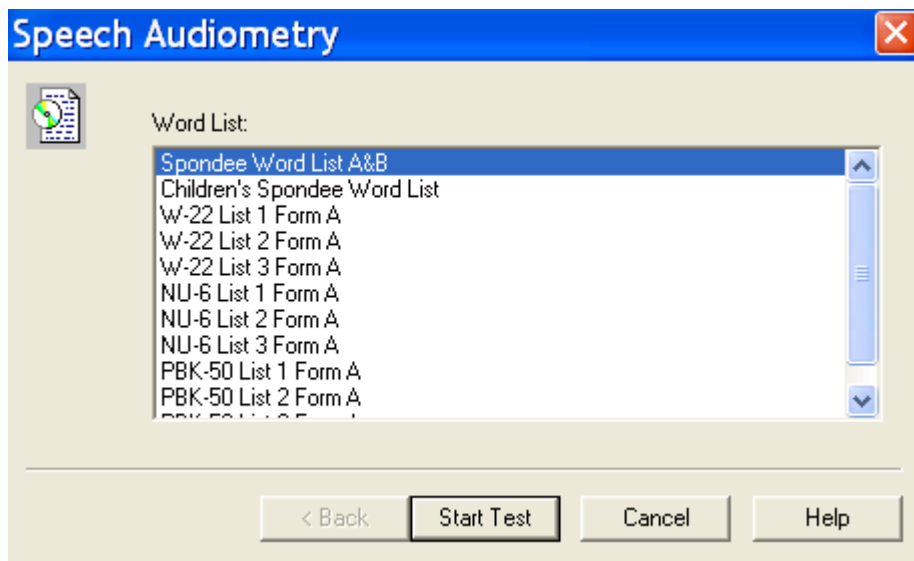 Speech Audiometry
Word List:
Spondee Word List A&B
Children's Spondee Word List
W-22 List 1 Form A
W-22 List 2 Form A
W-22 List 3 Form A
NU-6 List 1 Form A
NU-6 List 2 Form A
NU-6 List 3 Form A
PBK-50 List 1 Form A
PBK-50 List 2 Form A
< Back Start Test Cancel Help